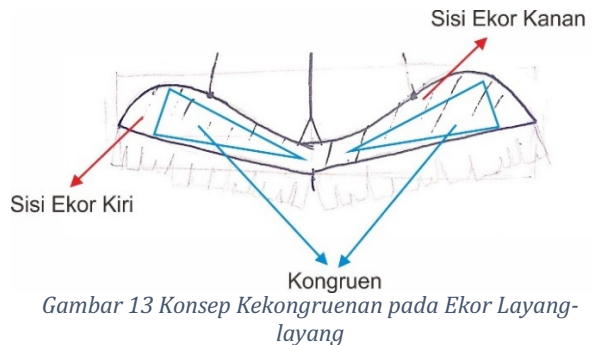 Sisi Ekor Kanan
Sisi Ekor Kiri
Kongruen
Gambar 13 Konsep Kekongruenan pada Ekor Layang-
layang